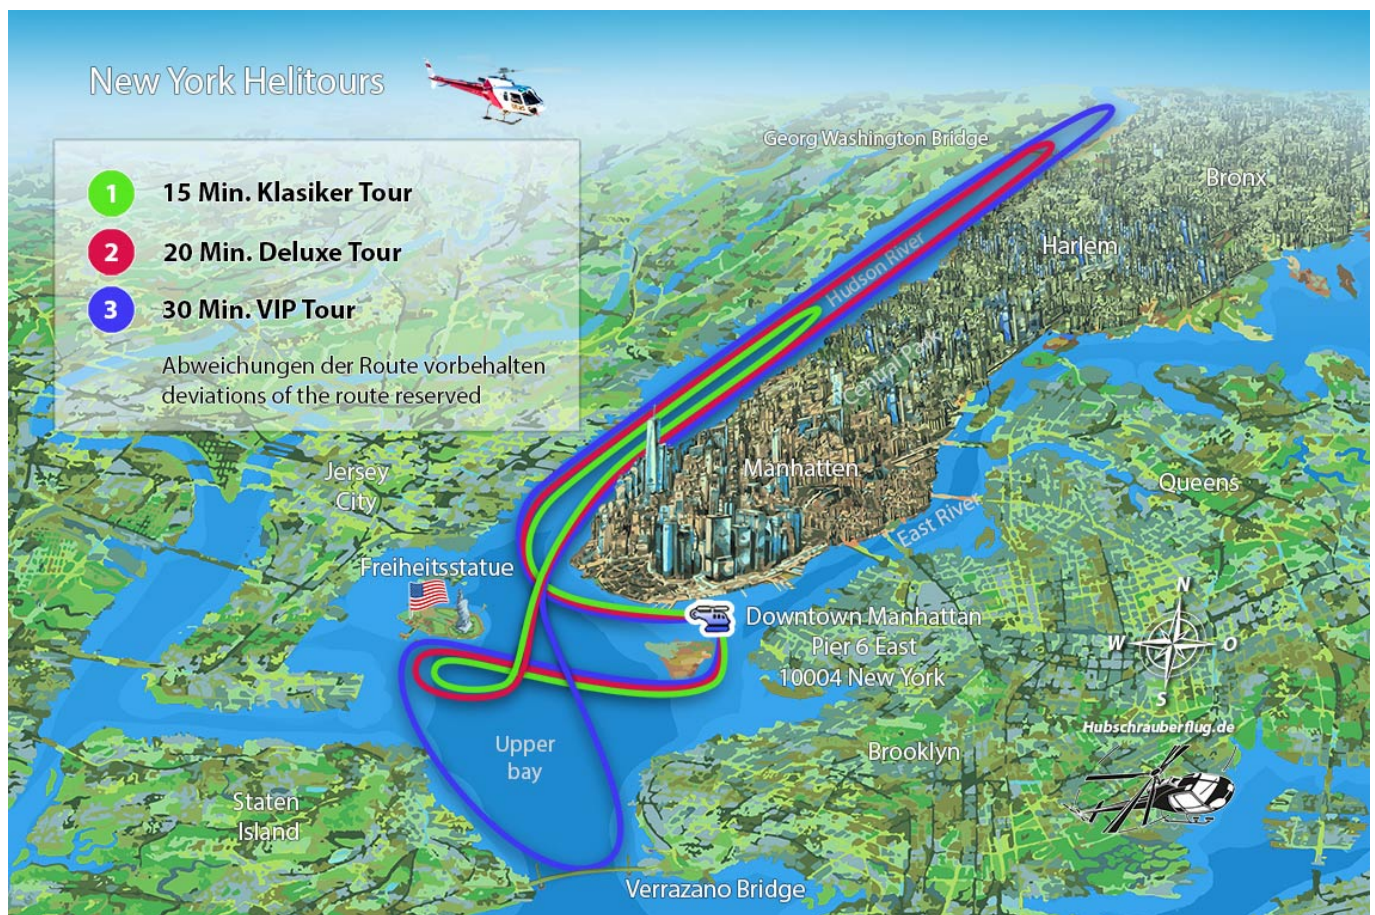 New York Helitours
1 15 Min. Klasiker Tour
2 20 Min. Deluxe Tour
3 30 Min. VIP Tour
Abweichungen der Route vorbehalten
deviations of the route reserved
Georg Washington Bridge
Bronx
Harlem
Hudson River
Central Park
Manhatten
Jersey
City
Queens
East River
Freiheitsstatue
Downtown Manhattan
Pier 6 East
10004 New York
N
W
O
S
Hubschrauberflug.de
Upper
bay
Brooklyn
Staten
Island
Verrazano Bridge